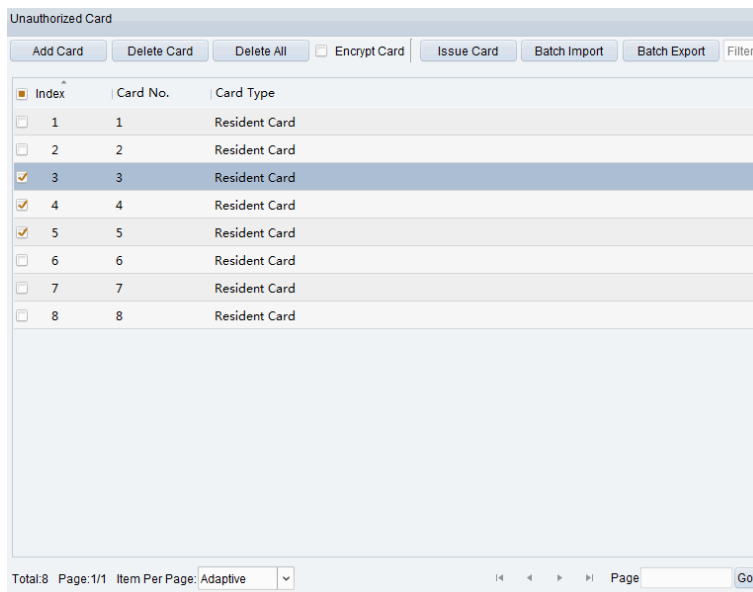 Unauthorized Card
Add Card Delete Card Delete All Encrypt Card Issue Card Batch Import Batch Export Filter
Index Card No. Card Type
1 1 Resident Card
2 2 Resident Card
3 3 Resident Card
4 4 Resident Card
5 5 Resident Card
6 6 Resident Card
7 7 Resident Card
8 8 Resident Card
Total:8 Page:1/1 Item Per Page: Adaptive Page Go